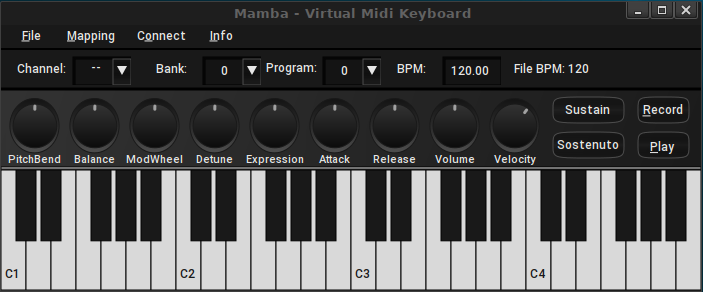 Mamba - Virtual Midi Keyboard
File Mapping Connect Info
Channel: -- Bank: 0 Program: 0 BPM: 120.00 File BPM: 120
Sustain Record
PitchBend Balance ModWheel Detune Expression Attack Release Volume Velocity
Sostenuto Play
C1 C2 C3 C4